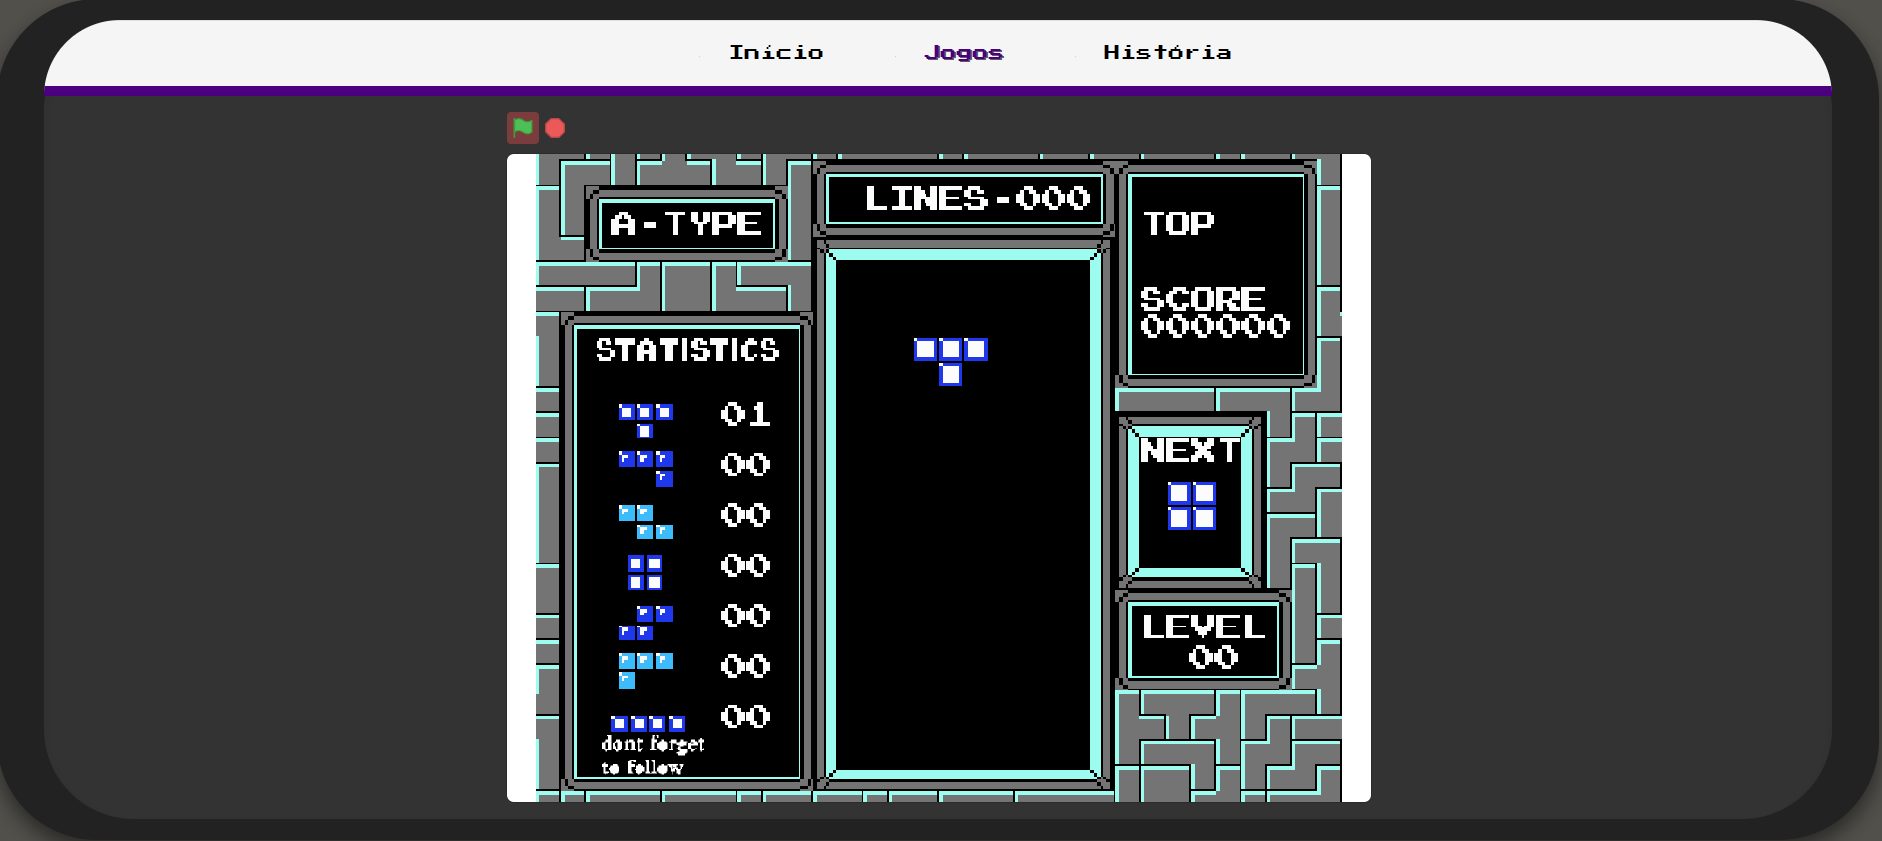 Início Jogos História
A-TYPE
LINES-000
TOP
SCORE
000000
STATISTICS
01
00
00
00
00
00
00
dont forget
to follow
NEXT
LEVEL
00